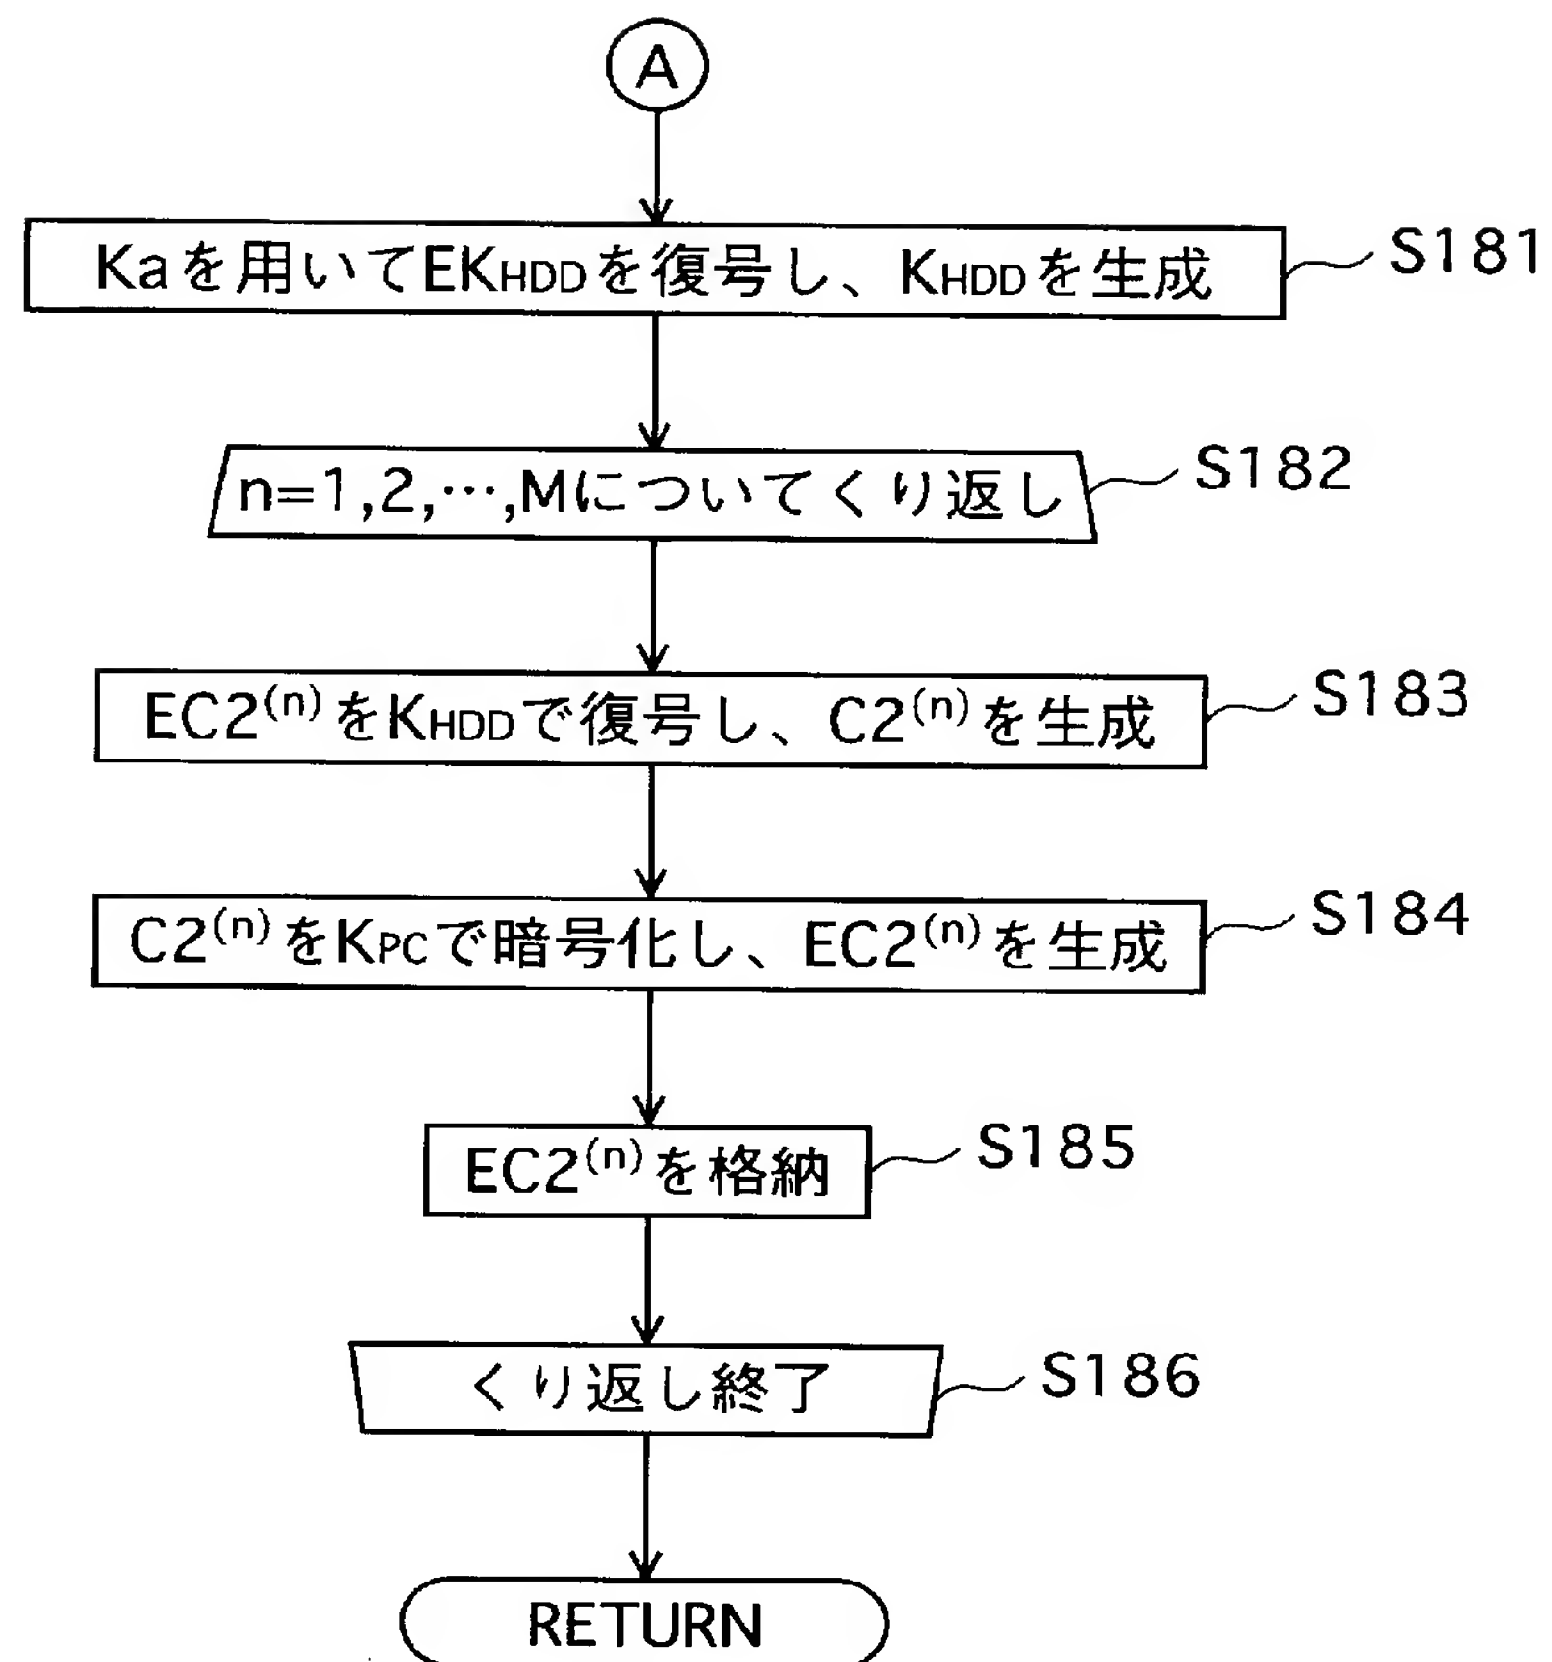 A
Kaを用いてEKHDDを復号し、KHDDを生成
S181
n=1,2,…,Mについてくり返し
S182
EC2(n)をKHDDで復号し、C2(n)を生成
S183
C2(n)をKPCで暗号化し、EC2(n)を生成
S184
EC2(n)を格納
S185
くり返し終了
S186
RETURN